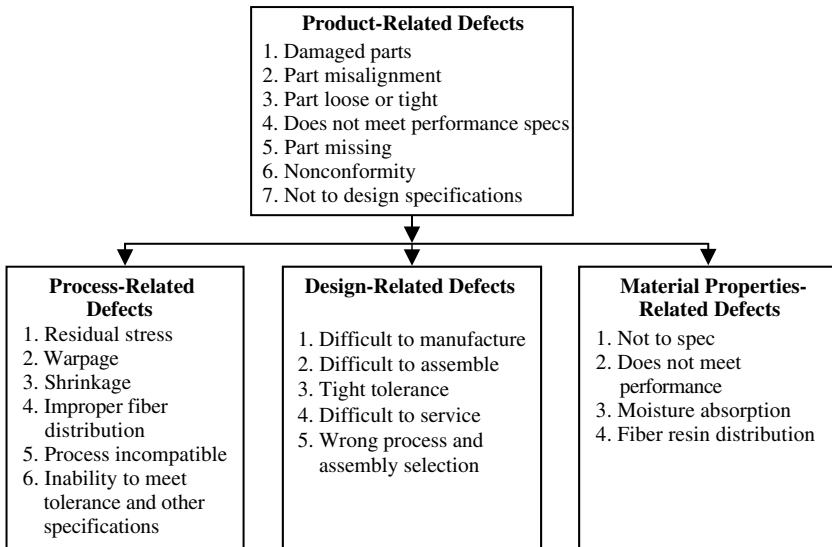 Product-Related Defects
1. Damaged parts
2. Part misalignment
3. Part loose or tight
4. Does not meet performance specs
5. Part missing
6. Nonconformity
7. Not to design specifications
Process-Related
Defects
1. Residual stress
2. Warpage
3. Shrinkage
4. Improper fiber
distribution
5. Process incompatible
6. Inability to meet
tolerance and other
specifications
Design-Related Defects
1. Difficult to manufacture
2. Difficult to assemble
3. Tight tolerance
4. Difficult to service
5. Wrong process and
assembly selection
Material Properties-
Related Defects
1. Not to spec
2. Does not meet
performance
3. Moisture absorption
4. Fiber resin distribution